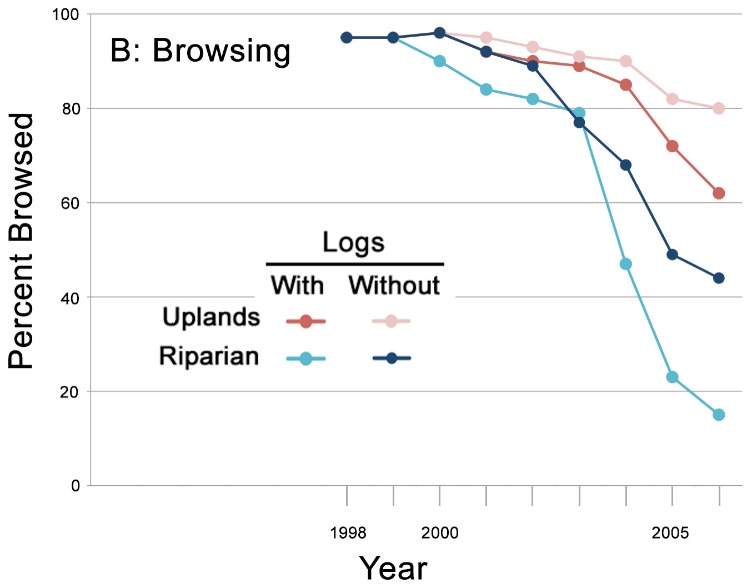 100
B: Browsing
80
60
40
20
0
Percent Browsed
Logs
With Without
Uplands
Riparian
1998 2000 2005
Year